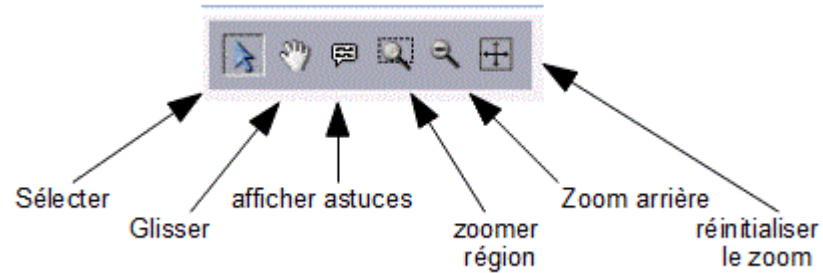 Sélecter
afficher astuces
Zoom arrière
Glisser
zoomer
région
réinitialiser
le zoom